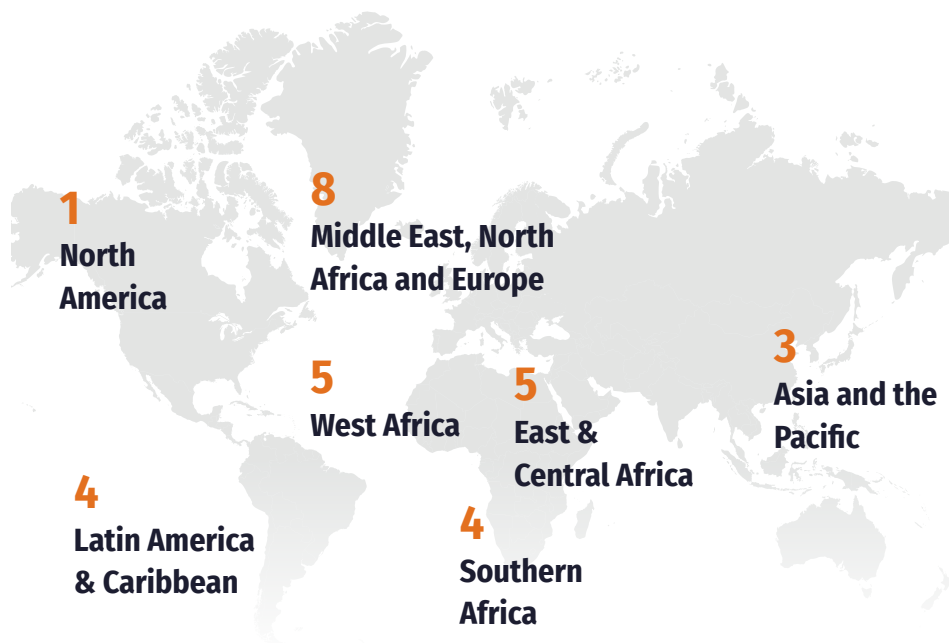 1
North
America
8
Middle East, North
Africa and Europe
5
West Africa
5
East &
Central Africa
3
Asia and the
Pacific
4
Latin America
& Caribbean
4
Southern
Africa